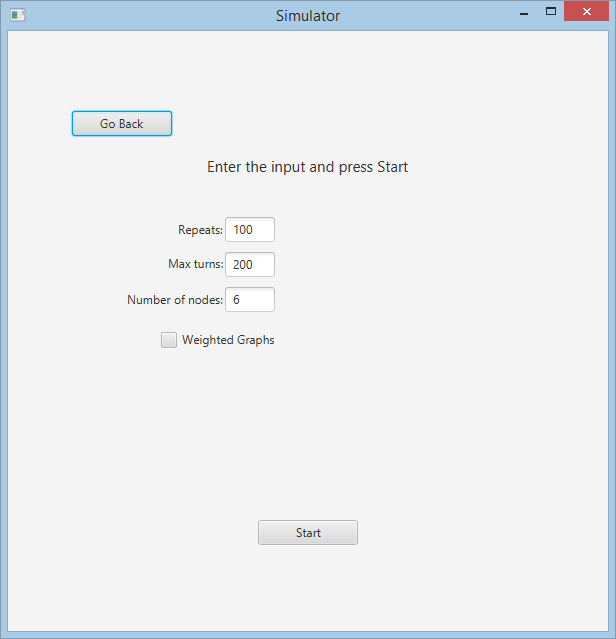 Simulator
Go Back
Enter the input and press Start
Repeats: 100
Max turns: 200
Number of nodes: 6
Weighted Graphs
Start